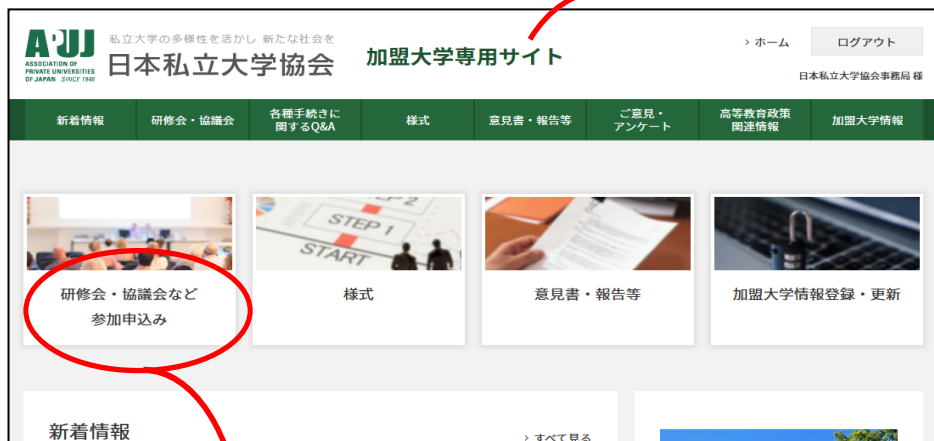 APUJ
ASSOCIATION OF
PRIVATE UNIVERSITIES
OF JAPAN SINCE 1946
私立大学の多様性を活かし 新たな社会を
日本私立大学協会
加盟大学専用サイト
› ホーム
ログアウト
日本私立大学協会事務局 様
新着情報
研修会・協議会
各種手続きに
関するQ&A
様式
意見書・報告等
ご意見・
アンケート
高等教育政策
関連情報
加盟大学情報
STEP 2
STEP 1
START
研修会・協議会など
参加申込み
様式
意見書・報告等
加盟大学情報登録・更新
新着情報
› すべて見る